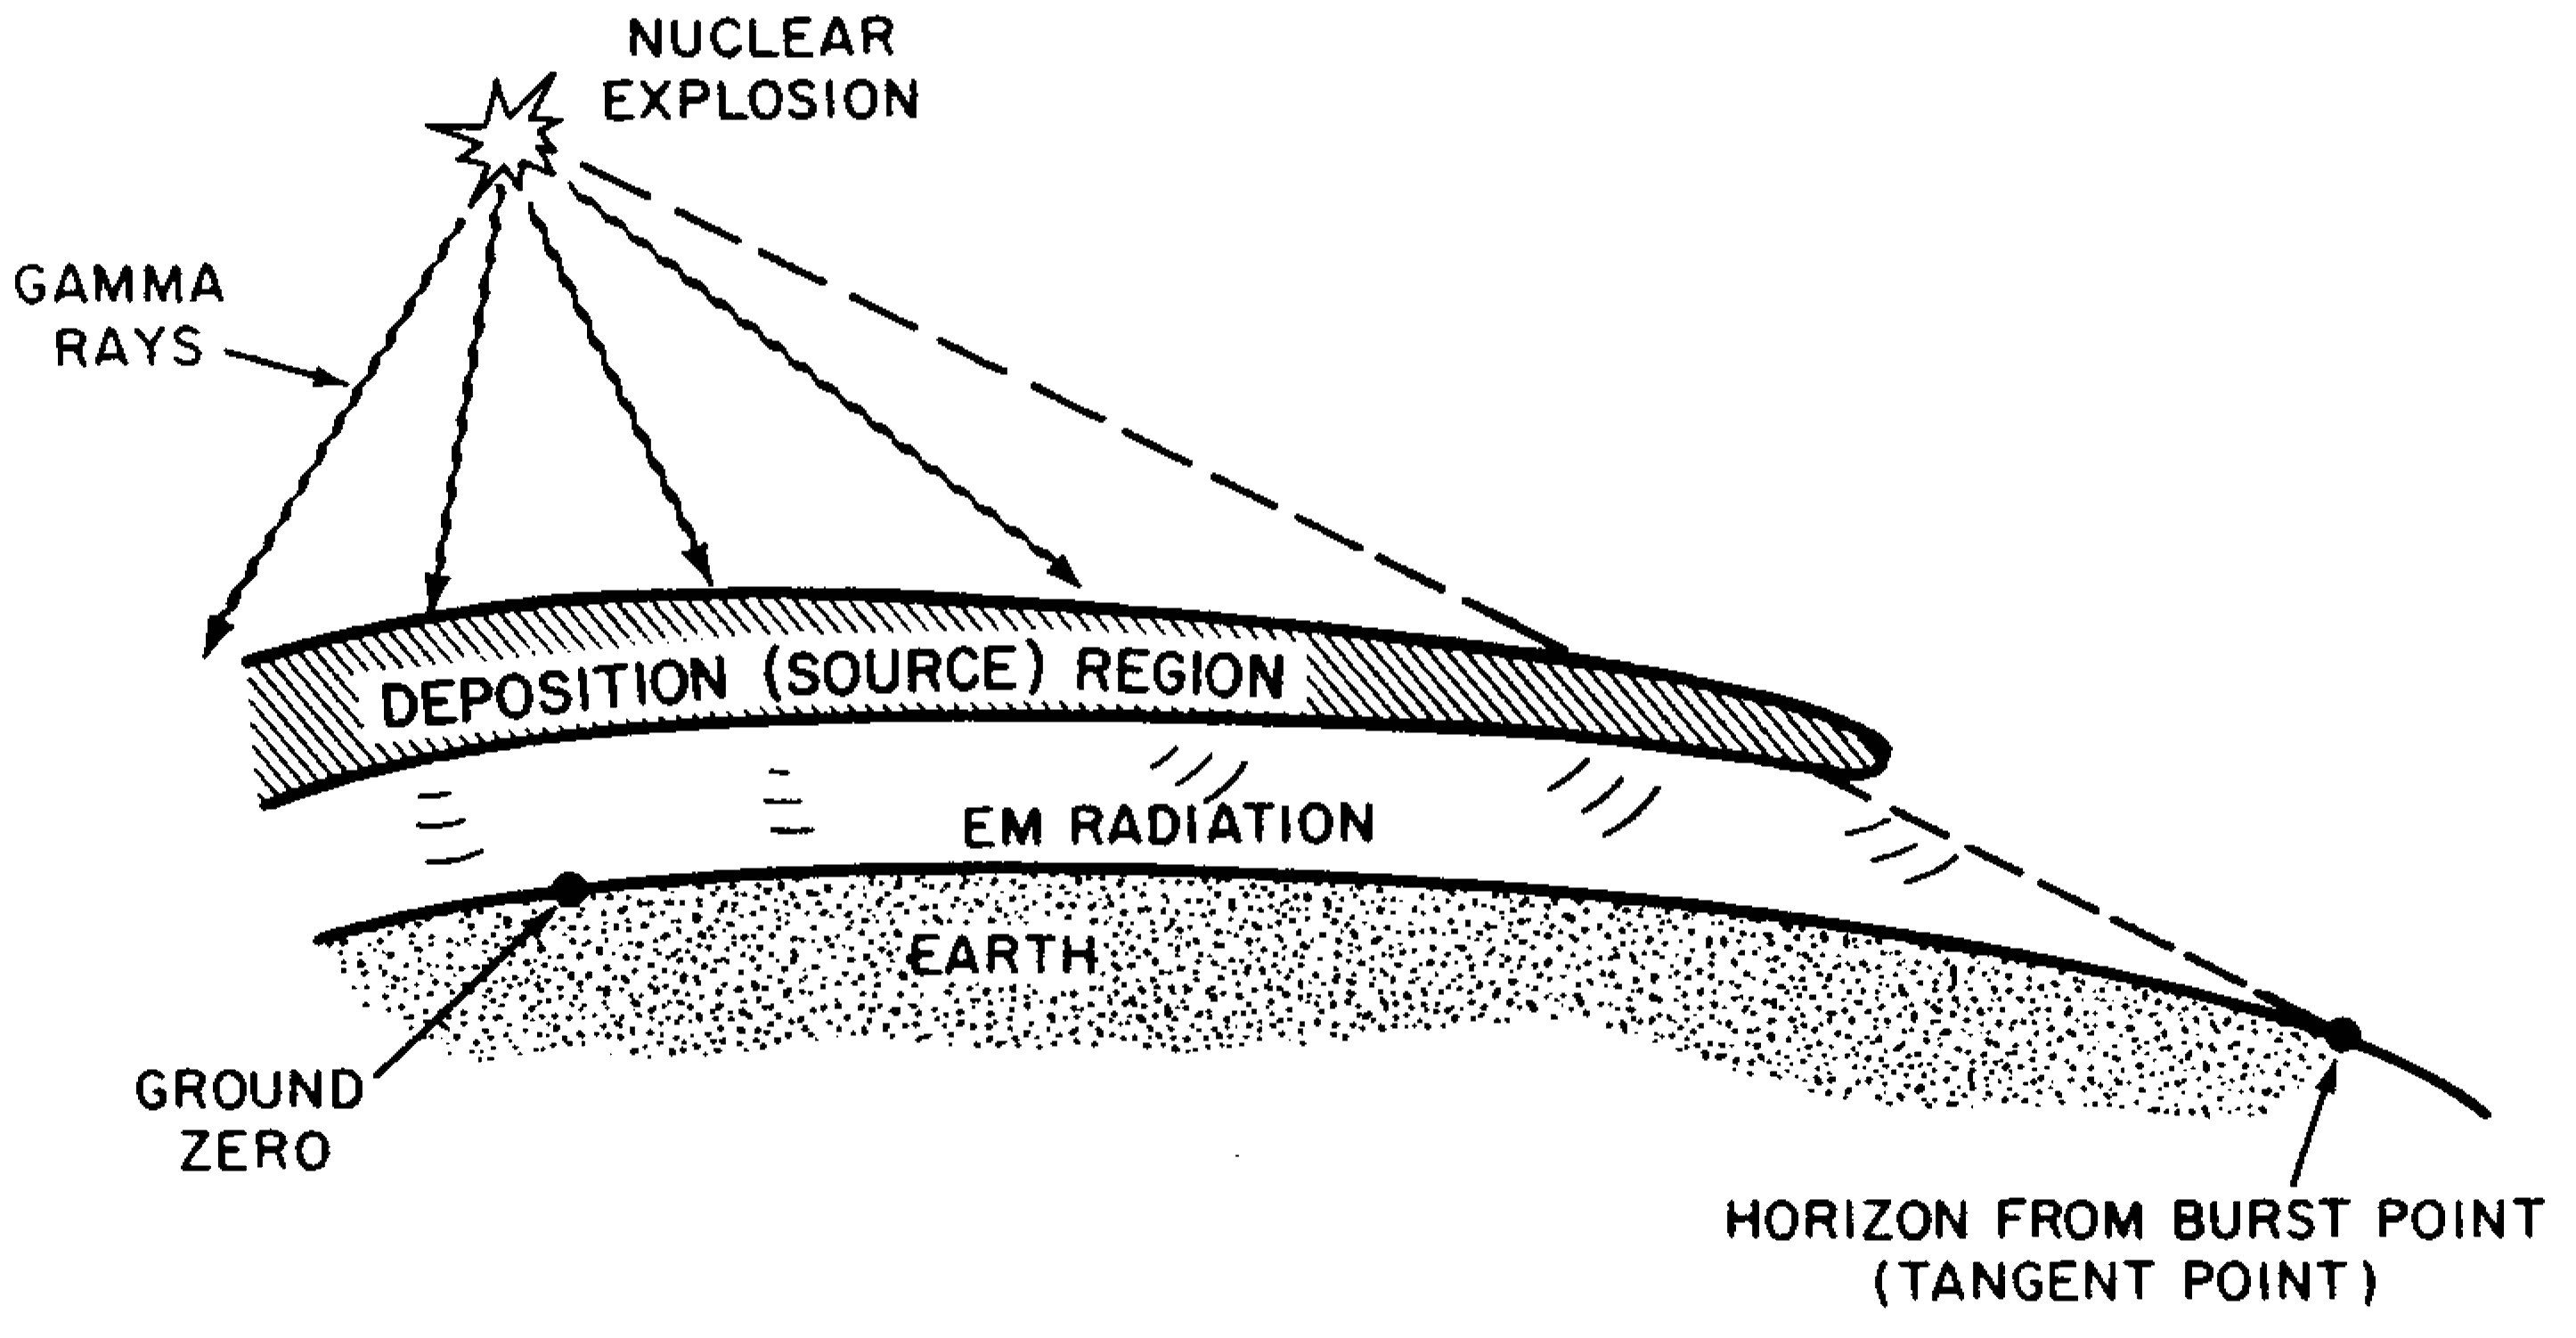 NUCLEAR
EXPLOSION
GAMMA
RAYS
DEPOSITION (SOURCE) REGION
EM RADIATION
EARTH
GROUND
ZERO
HORIZON FROM BURST POINT
(TANGENT POINT)